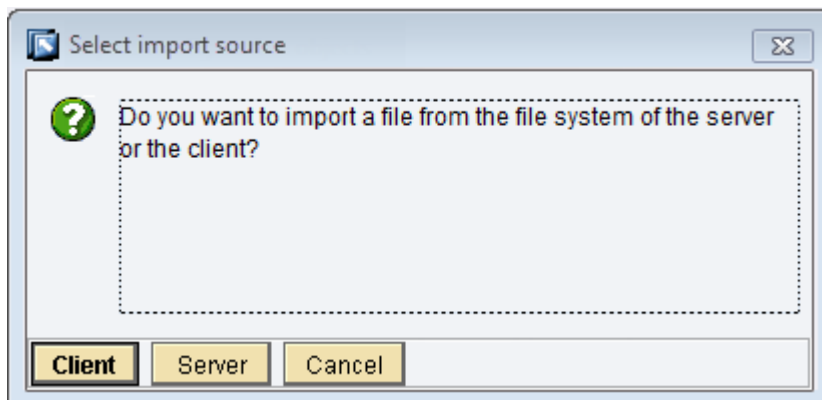 Select import source
Do you want to import a file from the file system of the server
or the client?
Client Server Cancel